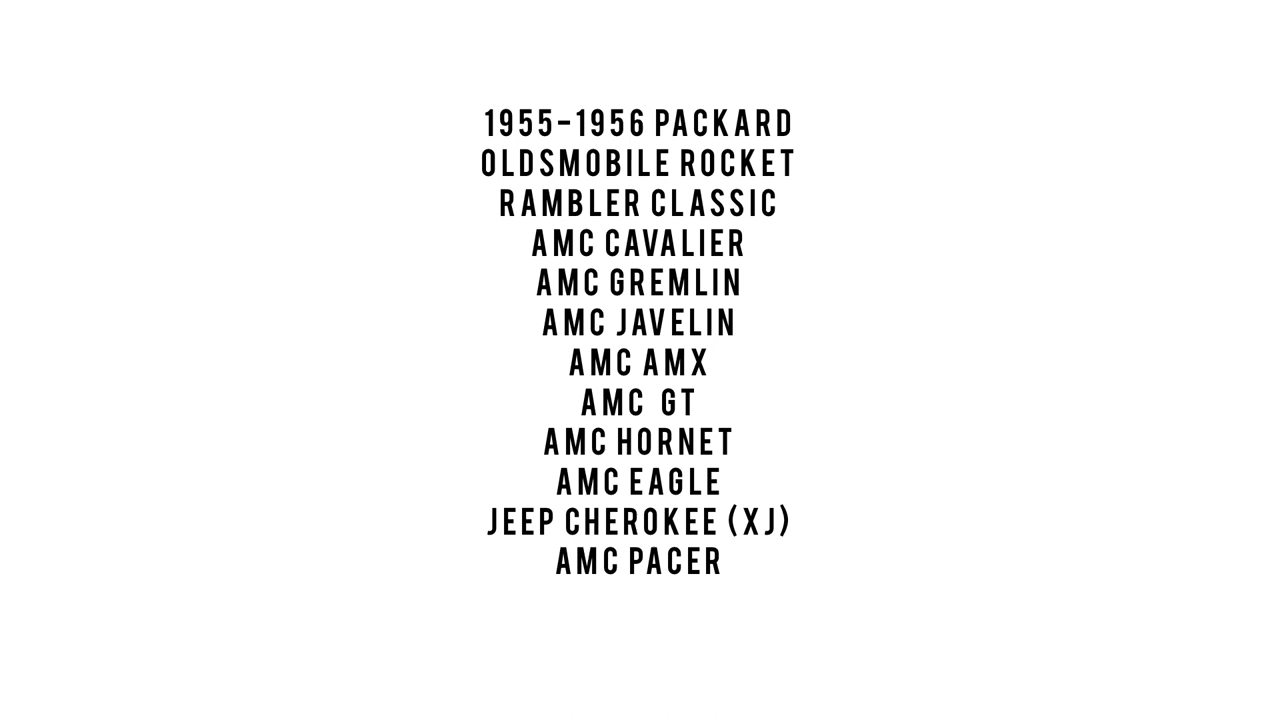 1955-1956 PACKARD
OLDSMOBILE ROCKET
RAMBLER CLASSIC
AMC CAVALIER
AMC GREMLIN
AMC JAVELIN
AMC AMX
AMC GT
AMC HORNET
AMC EAGLE
JEEP CHEROKEE (XJ)
AMC PACER